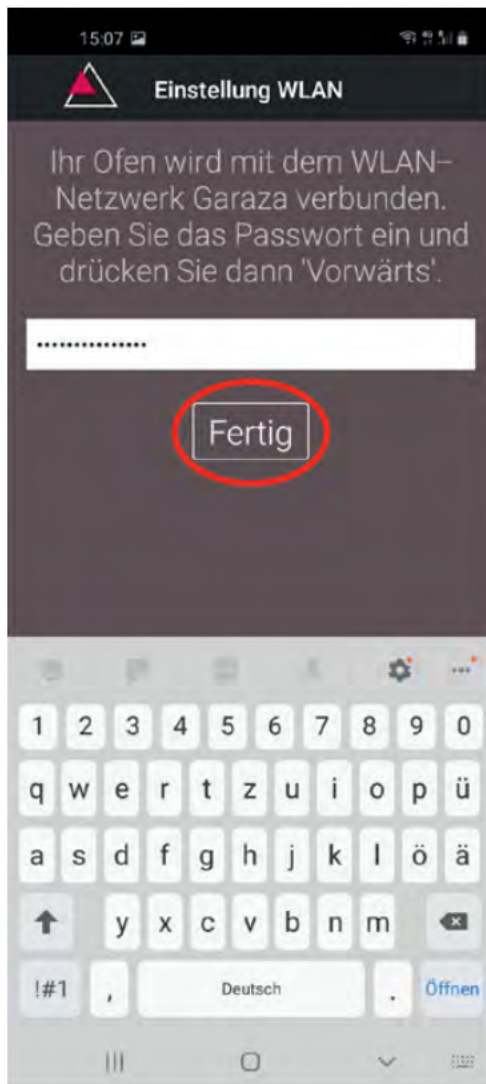 15:07
Einstellung WLAN
Ihr Ofen wird mit dem WLAN–
Netzwerk Garaza verbunden.
Geben Sie das Passwort ein und
drücken Sie dann 'Vorwärts'.
•••••••••••••••
Fertig
1 2 3 4 5 6 7 8 9 0
q w e r t z u i o p ü
a s d f g h j k l ö ä
y x c v b n m
!#1 , Deutsch . Öffnen